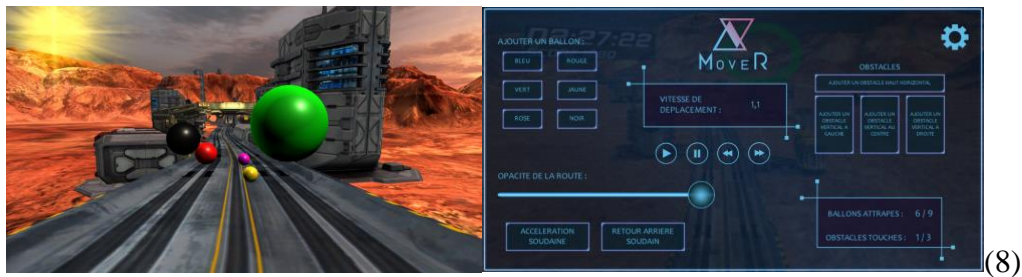 AJOUTER UN BALLON :
BLEU
ROUGE
VERT
JAUNE
ROSE
NOIR
:27:22
MOVER
VITESSE DE
DEPLACEMENT :
1,1
OBSTACLES
AJOUTER UN OBSTACLE HAUT HORIZONTAL
AJOUTER UN
OBSTACLE
VERTICAL A
GAUCHE
AJOUTER UN
OBSTACLE
VERTICAL AU
CENTRE
AJOUTER UN
OBSTACLE
VERTICAL A
DROITE
OPACITE DE LA ROUTE :
ACCELERATION
SOUDAINE
RETOUR ARRIERE
SOUDAIN
BALLONS ATTRAPES : 6 / 9
OBSTACLES TOUCHES : 1 / 3
(8)